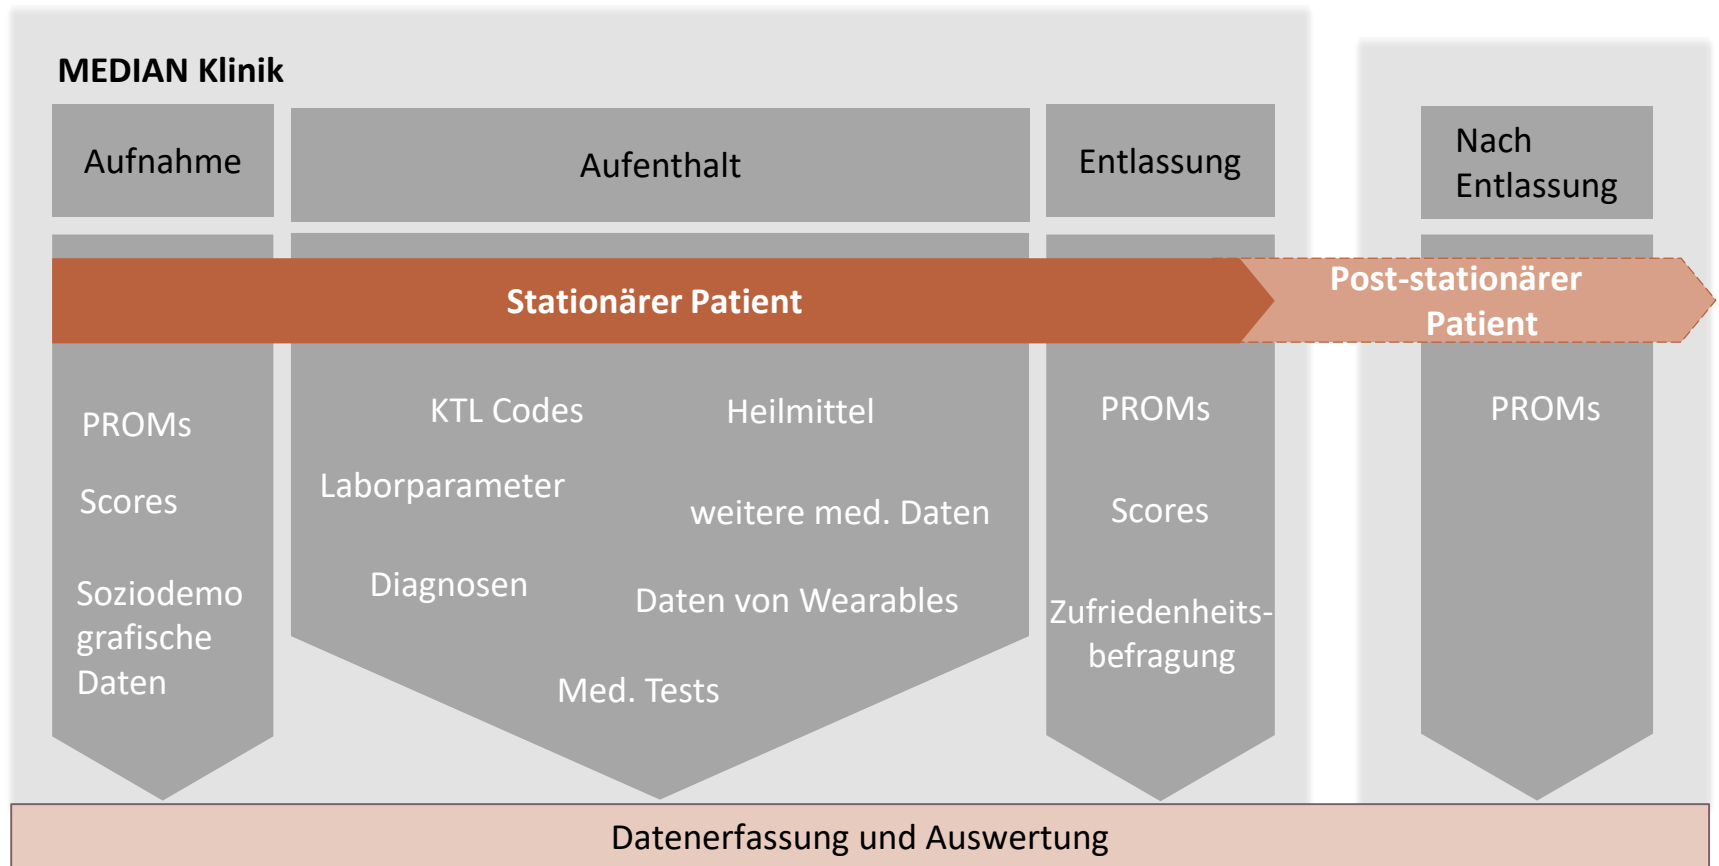 MEDIAN Klinik
Aufnahme
Aufenthalt
Entlassung
Nach
Entlassung
Stationärer Patient
Post-stationärer
Patient
PROMs
Scores
Soziodemo
grafische
Daten
KTL Codes
Heilmittel
Laborparameter
weitere med. Daten
Diagnosen
Daten von Wearables
Med. Tests
PROMs
Scores
Zufriedenheits-
befragung
PROMs
Datenerfassung und Auswertung